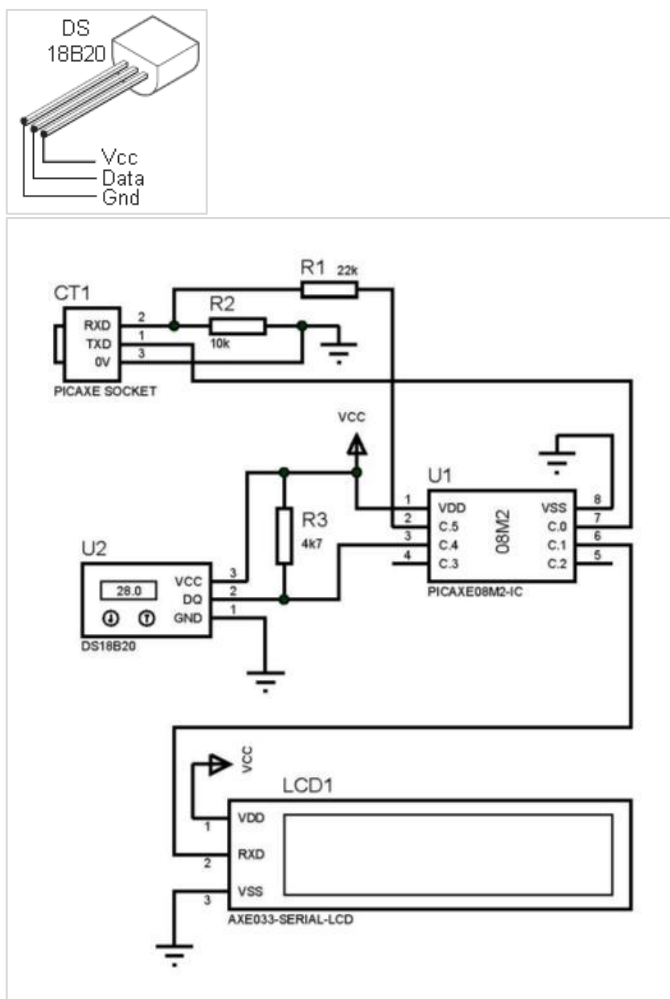 DS
18B20
Vcc
Data
Gnd
R1 22k
CT1
R2
RXD 2
10k
TXD 1
0V 3
PICAXE SOCKET
VCC
U1
1 VDD VSS 8
2 C.5 C.0 7
3 C.4 C.1 6
4 C.3 C.2 5
08M2
PICAXE08M2-IC
R3
4k7
U2
28.0
VCC 3
DQ 2
GND 1
DS18B20
VCC
LCD1
1 VDD
2 RXD
3 VSS
AXE033-SERIAL-LCD